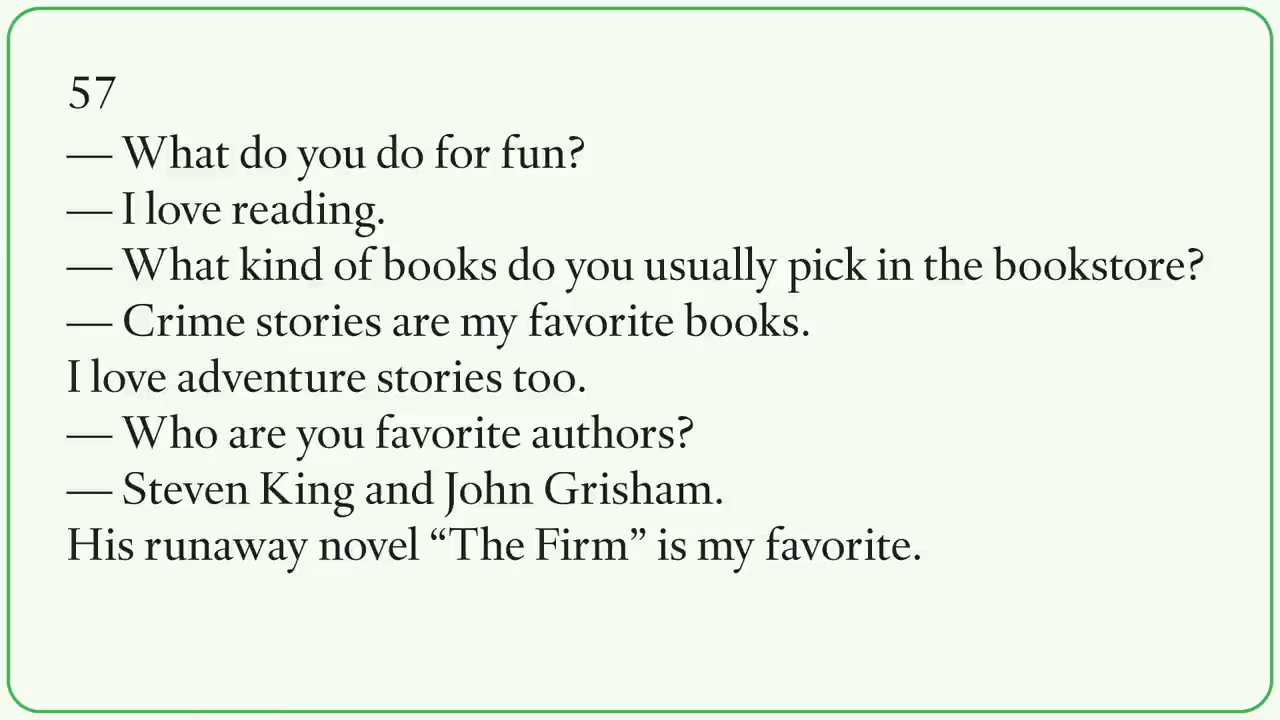 57
— What do you do for fun?
— I love reading.
— What kind of books do you usually pick in the bookstore?
— Crime stories are my favorite books.
I love adventure stories too.
— Who are you favorite authors?
— Steven King and John Grisham.
His runaway novel “The Firm” is my favorite.